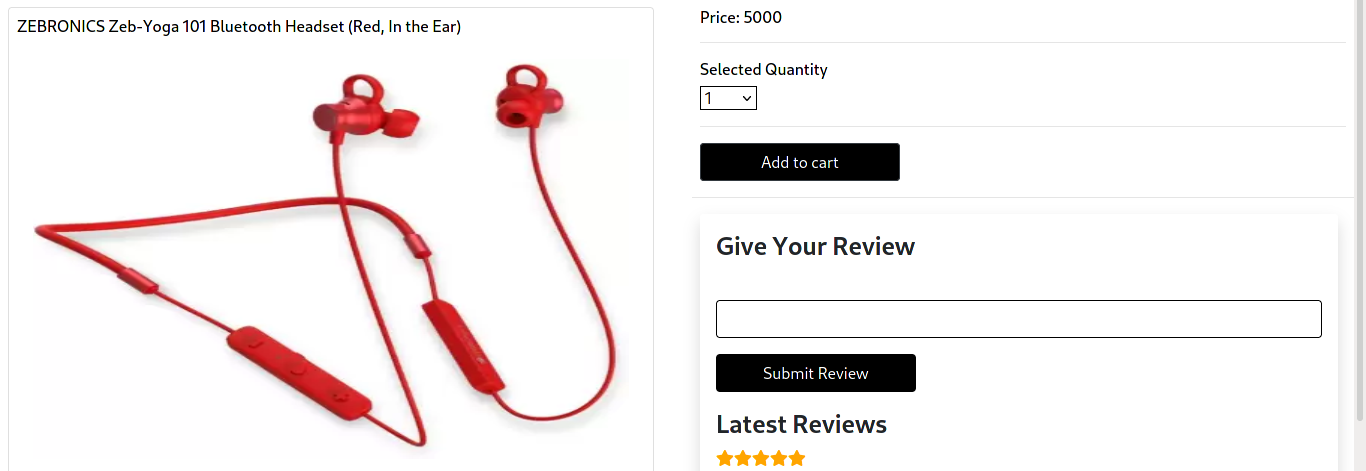 ZEBRONICS Zeb-Yoga 101 Bluetooth Headset (Red, In the Ear)
Price: 5000
Selected Quantity
1
Add to cart
Give Your Review
Submit Review
Latest Reviews